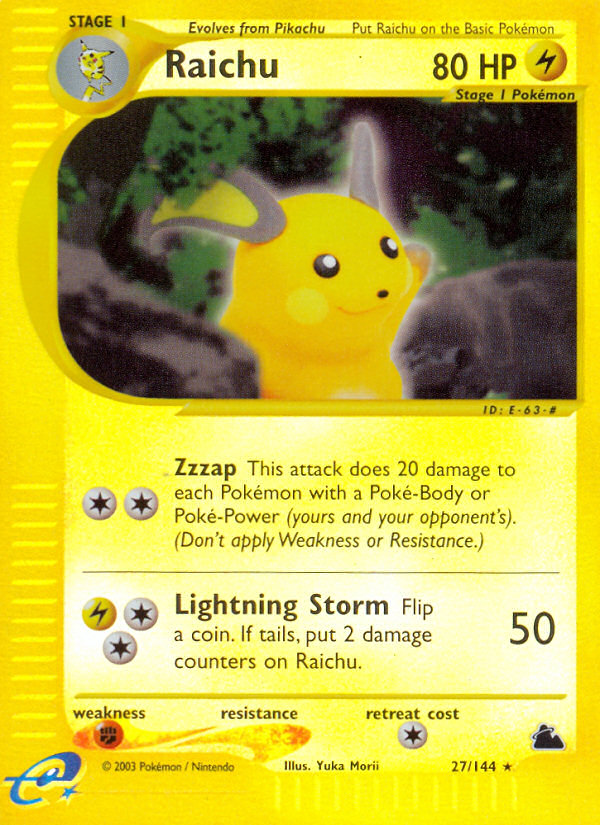 STAGE 1
Evolves from Pikachu Put Raichu on the Basic Pokémon
Raichu 80 HP
Stage 1 Pokémon
ID: E-63-#
Zzzap This attack does 20 damage to
each Pokémon with a Poké-Body or
Poké-Power (yours and your opponent's).
(Don't apply Weakness or Resistance.)
Lightning Storm Flip
a coin. If tails, put 2 damage
counters on Raichu.
50
weakness resistance retreat cost
© 2003 Pokémon / Nintendo Illus. Yuka Morii 27/144 ★